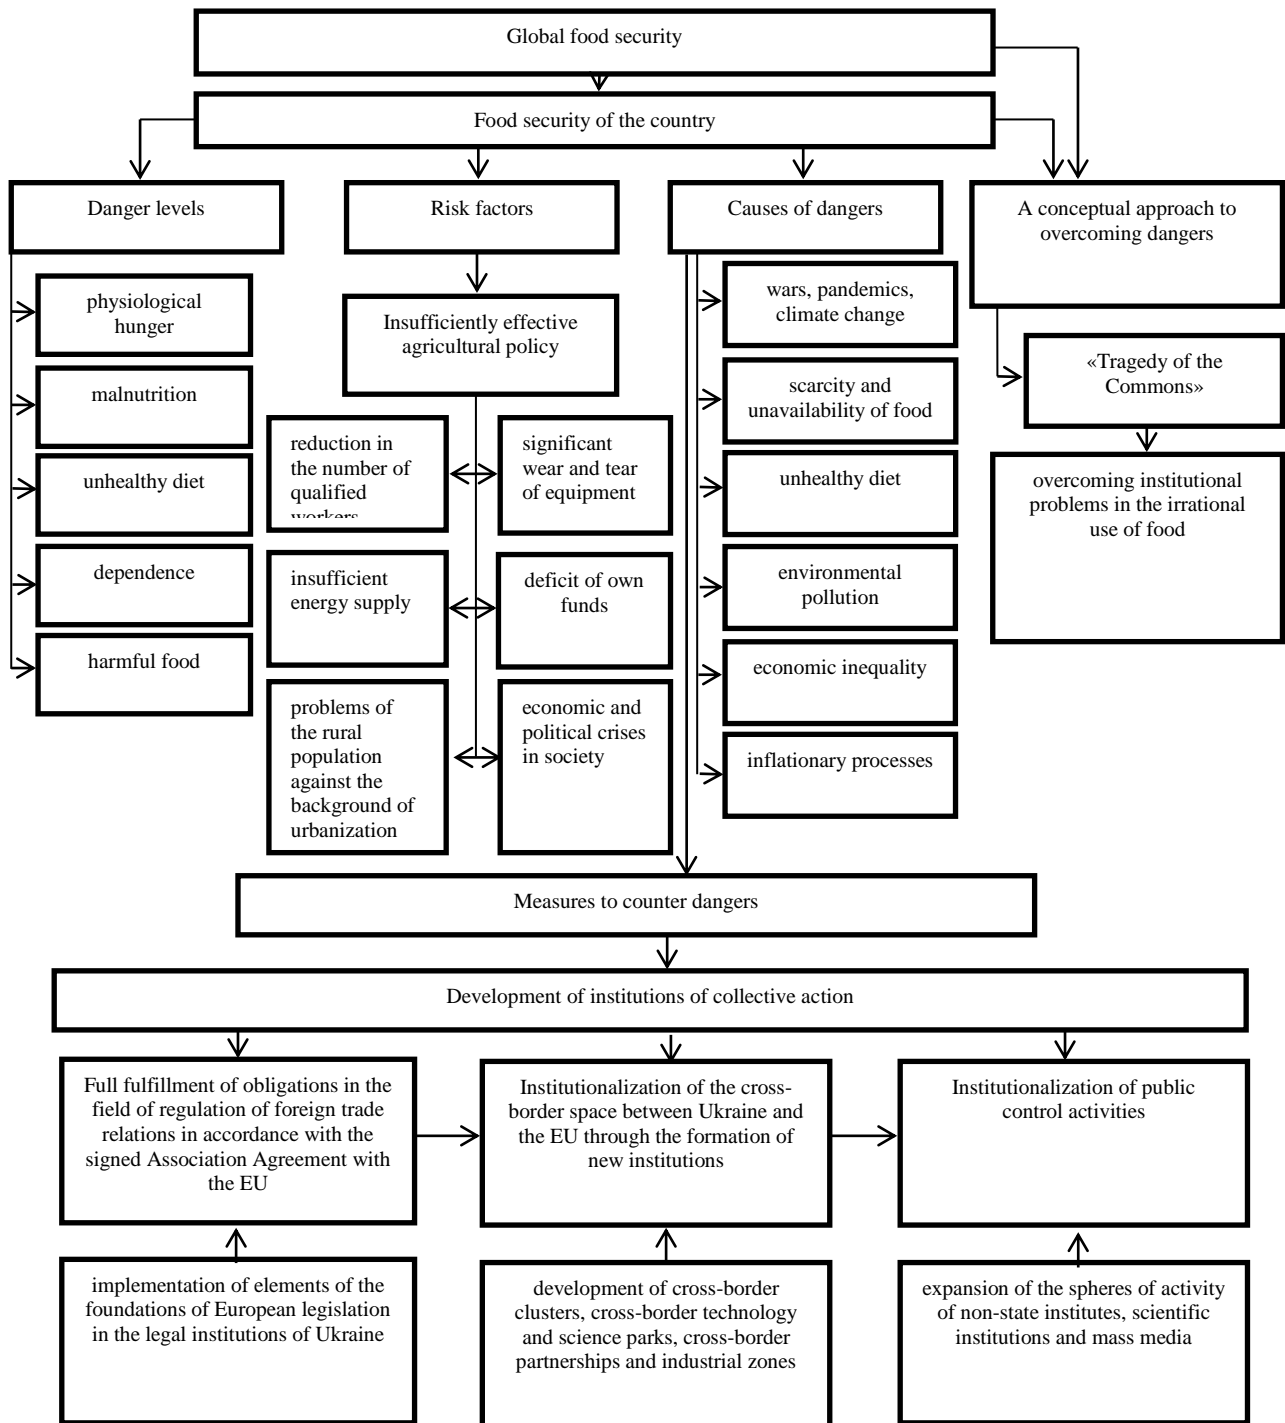 Global food security
Food security of the country
Danger levels
Risk factors
Causes of dangers
A conceptual approach to
overcoming dangers
physiological
hunger
malnutrition
unhealthy diet
dependence
harmful food
Insufficiently effective
agricultural policy
reduction in
the number of
qualified
workers
significant
wear and tear
of equipment
insufficient
energy supply
deficit of own
funds
problems of
the rural
population
against the
background of
urbanization
economic and
political crises
in society
wars, pandemics,
climate change
scarcity and
unavailability of food
unhealthy diet
environmental
pollution
economic inequality
inflationary processes
«Tragedy of the
Commons»
overcoming institutional
problems in the irrational
use of food
Measures to counter dangers
Development of institutions of collective action
Full fulfillment of obligations in the
field of regulation of foreign trade
relations in accordance with the
signed Association Agreement with
the EU
Institutionalization of the cross-
border space between Ukraine and
the EU through the formation of
new institutions
Institutionalization of public
control activities
implementation of elements of the
foundations of European legislation
in the legal institutions of Ukraine
development of cross-border
clusters, cross-border technology
and science parks, cross-border
partnerships and industrial zones
expansion of the spheres of activity
of non-state institutes, scientific
institutions and mass media